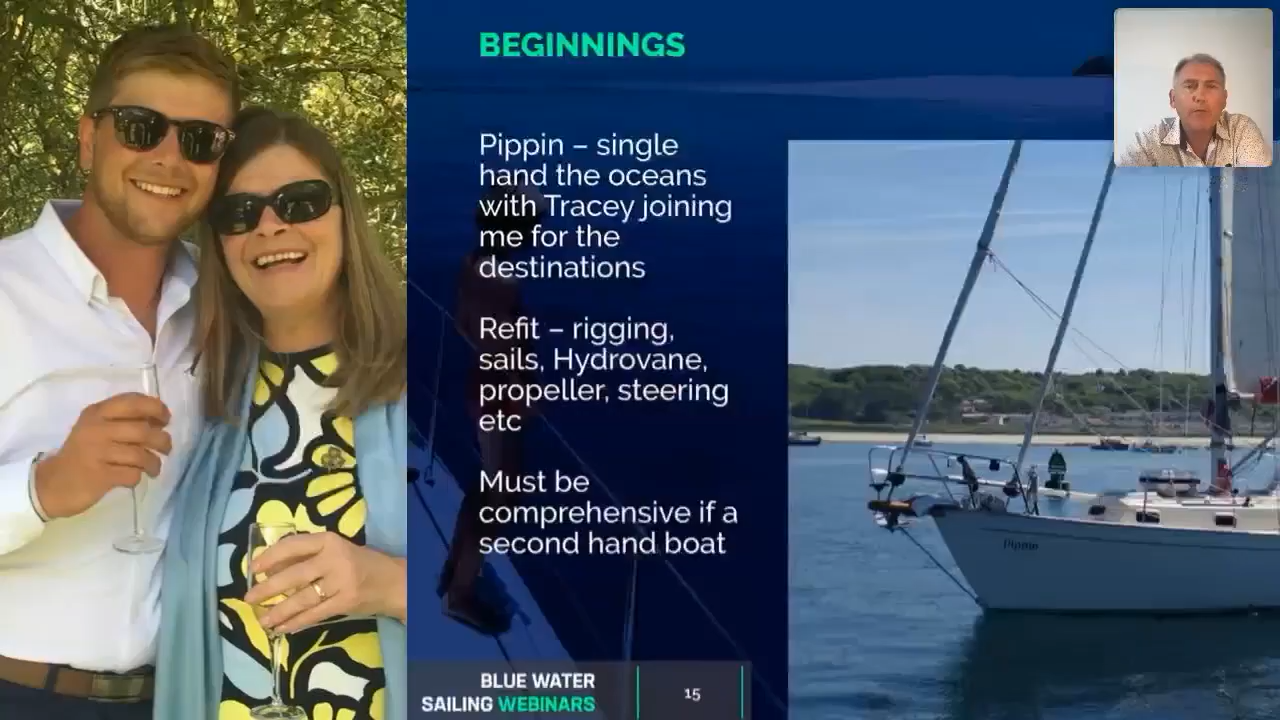 BEGINNINGS
Pippin – single
hand the oceans
with Tracey joining
me for the
destinations
Refit – rigging,
sails, Hydrovane,
propeller, steering
etc
Must be
comprehensive if a
second hand boat
Pippin
BLUE WATER
SAILING WEBINARS
15